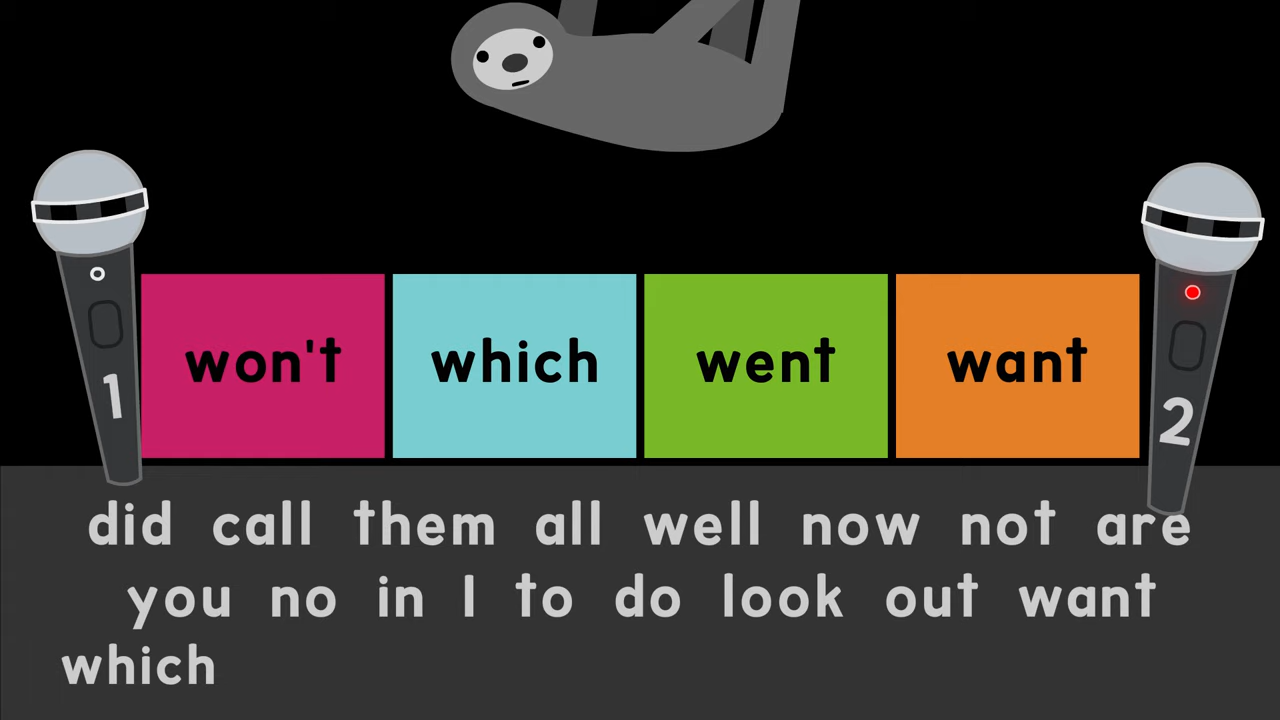 1
won't which went want
2
did call them all well now not are
you no in I to do look out want
which